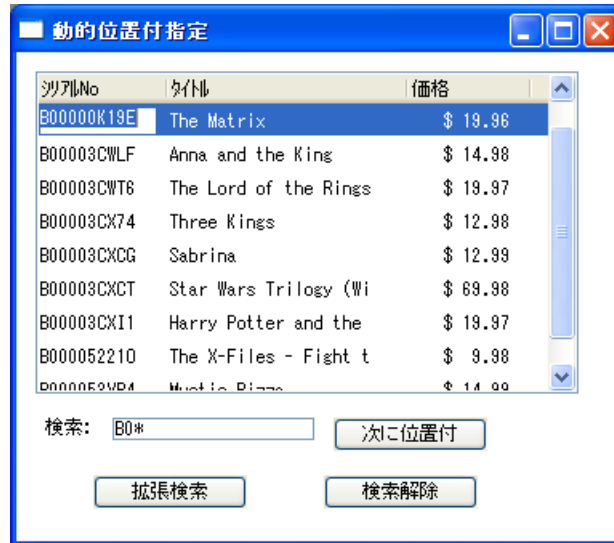 動的位置付指定
ｼﾘｱﾙNo ﾀｲﾄﾙ 価格
B00000K19E The Matrix $ 19.96
B00003CWLF Anna and the King $ 14.98
B00003CWT6 The Lord of the Rings $ 19.97
B00003CX74 Three Kings $ 12.98
B00003CXCG Sabrina $ 12.99
B00003CXCT Star Wars Trilogy (Wi $ 69.98
B00003CXI1 Harry Potter and the $ 19.97
B000052210 The X-Files - Fight t $ 9.98
Mystic Pizza $ 14.99
検索: B0* 次に位置付
拡張検索 検索解除